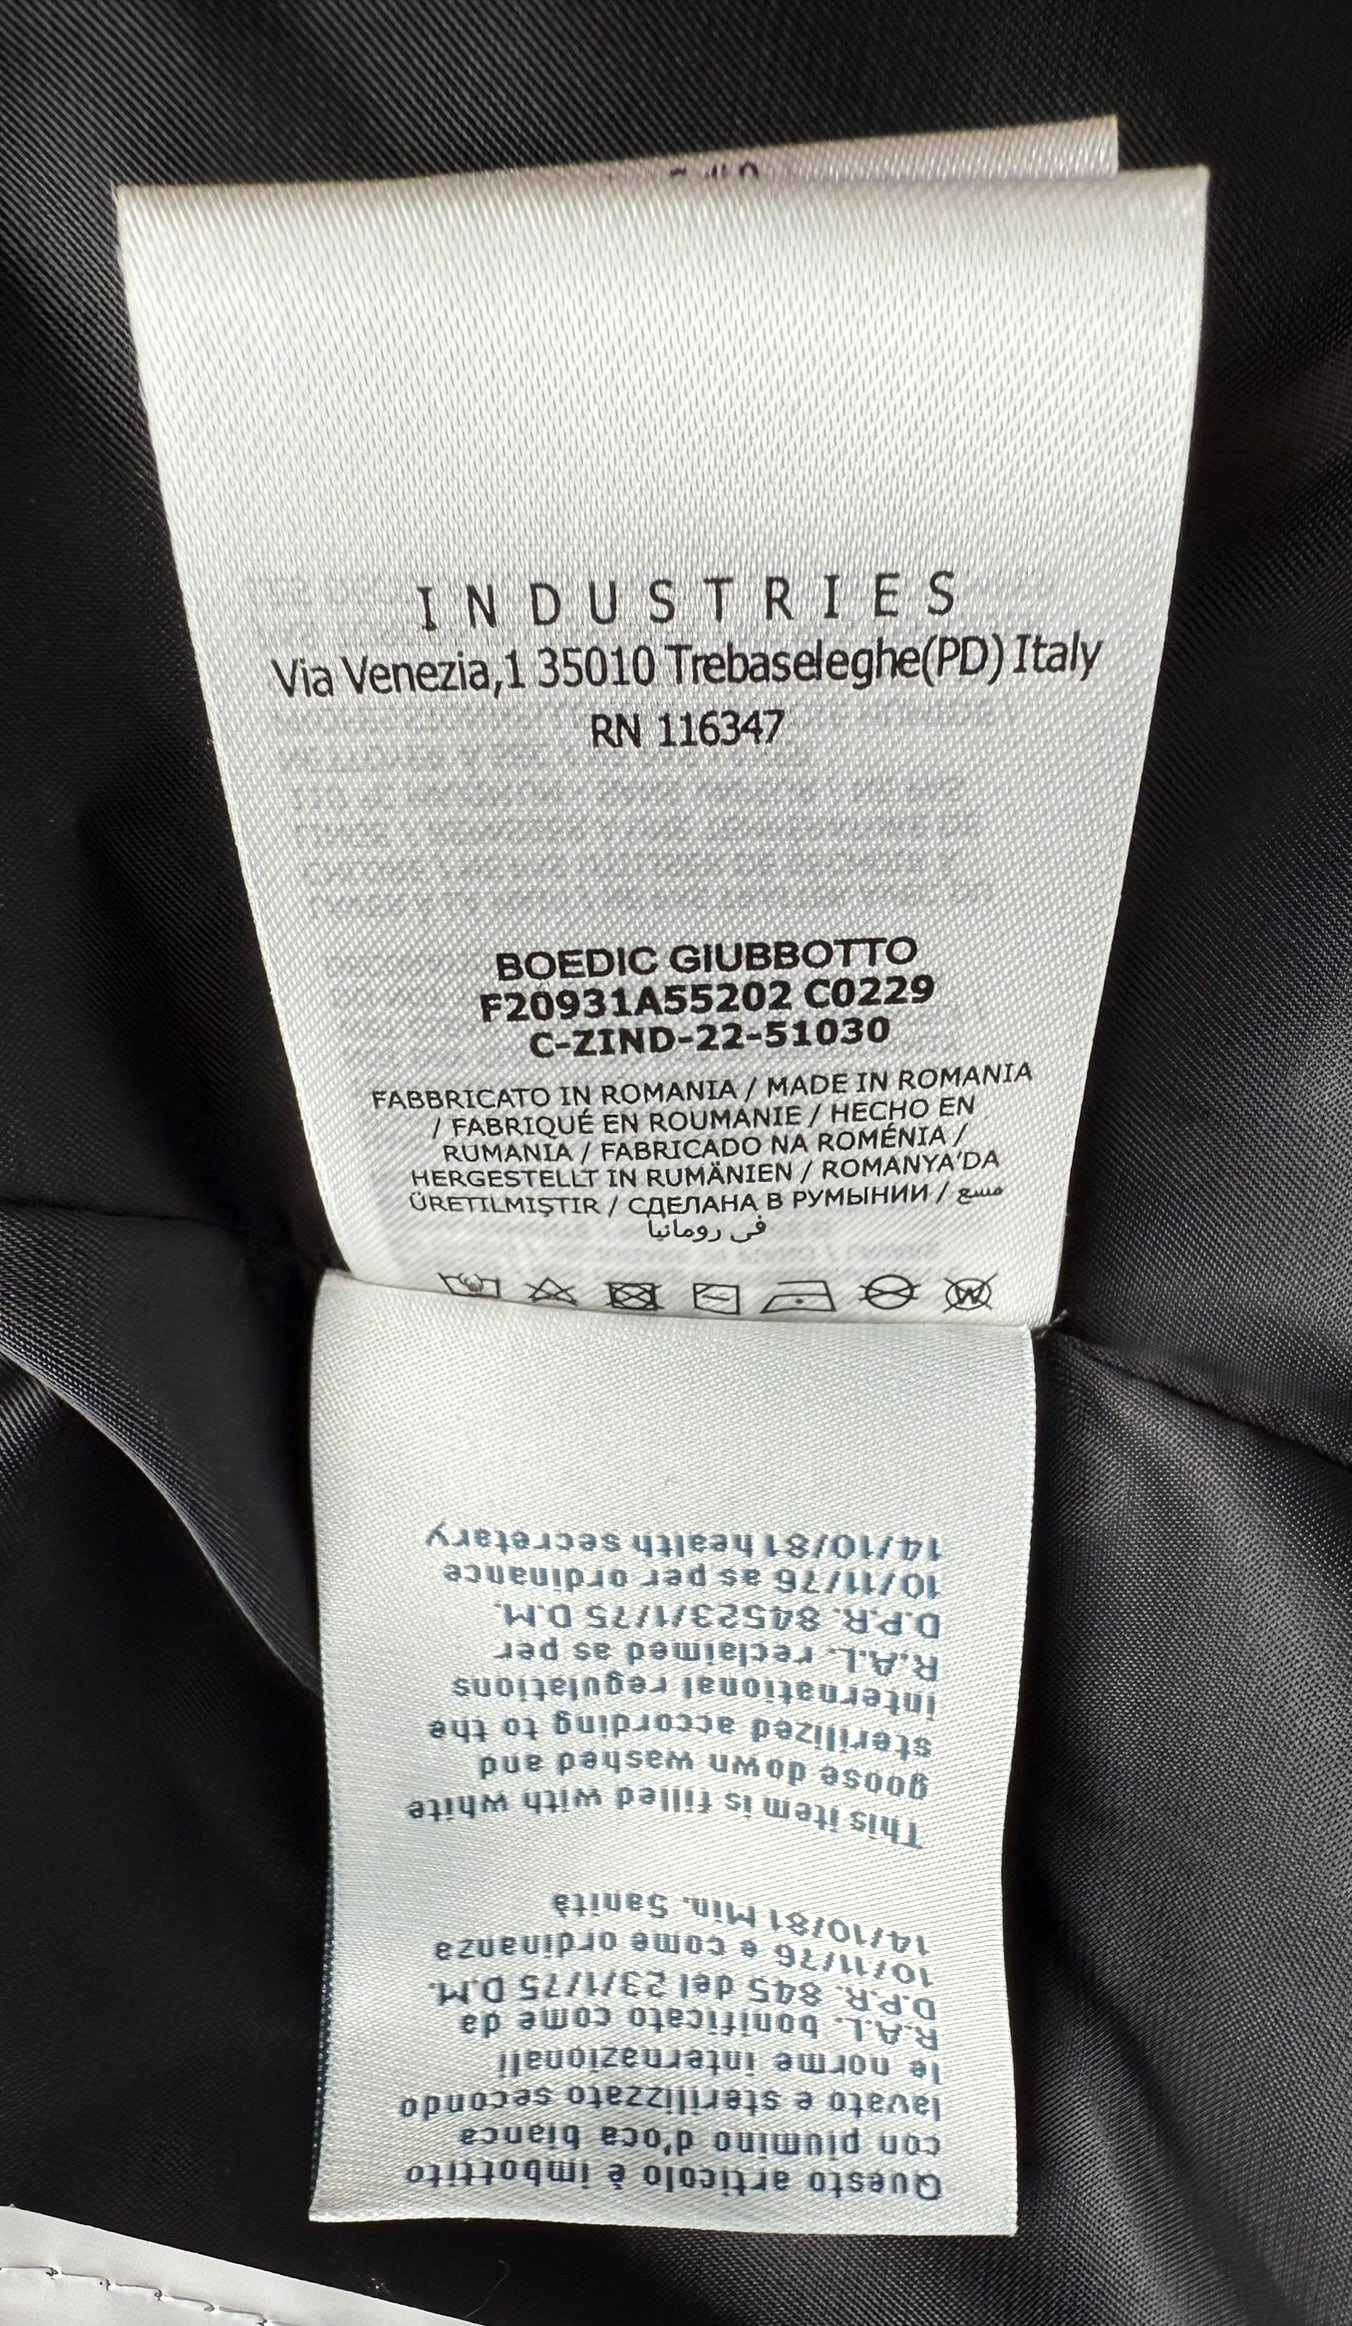 INDUSTRIES
Via Venezia,1 35010 Trebaseleghe(PD) Italy
RN 116347
BOEDIC GIUBBOTTO
F20931A55202 C0229
C-ZIND-22-51030
FABBRICATO IN ROMANIA / MADE IN ROMANIA
/ FABRIQUÉ EN ROUMANIE / HECHO EN
RUMANIA / FABRICADO NA ROMÉNIA /
HERGESTELLT IN RUMÄNIEN / ROMANYA'DA
ÜRETILMIŞTIR / СДЕЛАНА В РУМЫНИИ /
في رومانيا
Questo articolo è imbottito
con piumino d'oca bianca
lavato e sterilizzato secondo
le norme internazionali
R.A.L. bonificato come da
D.P.R. 845 del 23/1/75 D.M.
10/11/76 e come ordinanza
14/10/81 Min. Sanità
This item is filled with white
goose down washed and
sterilized according to the
international regulations
R.A.L. reclaimed as per
D.P.R. 84523/1/75 D.M.
10/11/76 as per ordinance
14/10/81 health secretary